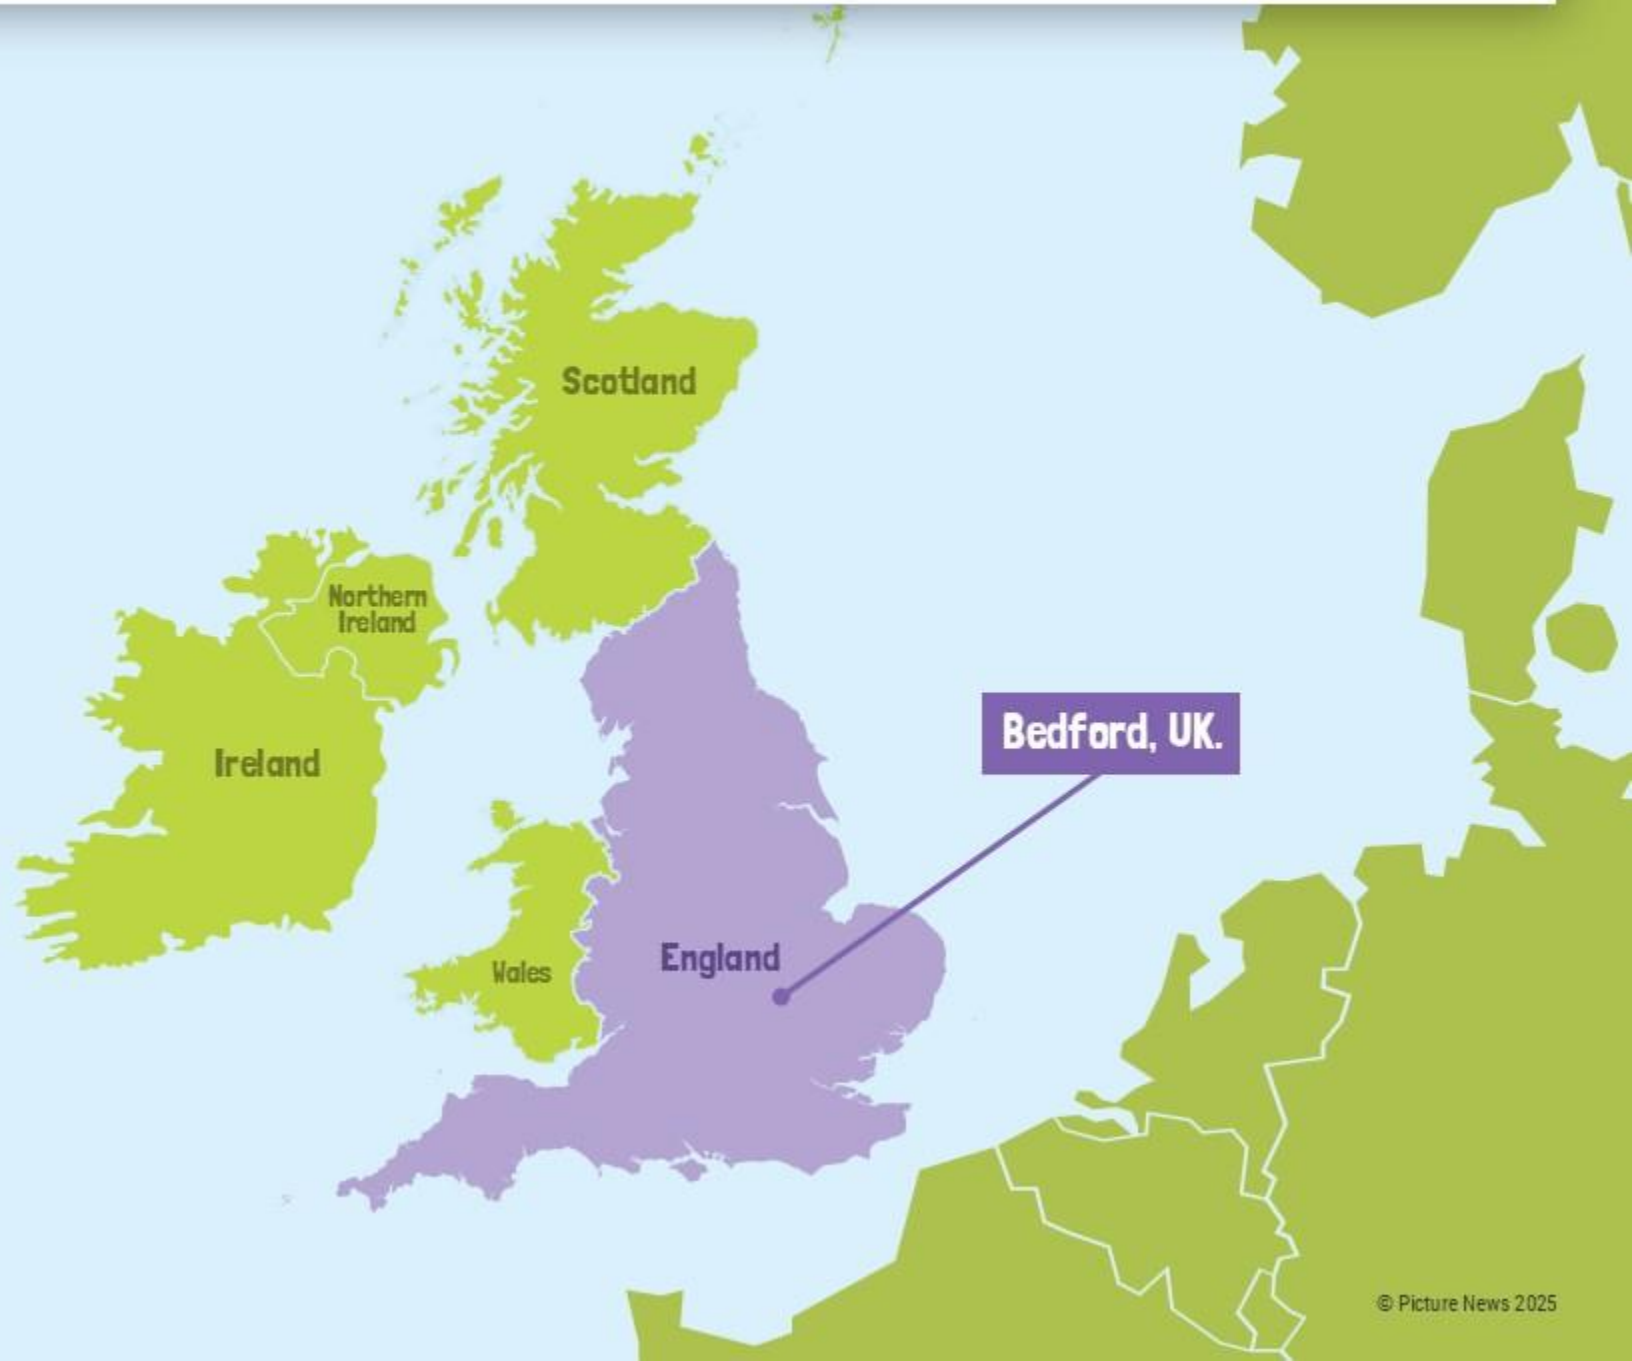 Scotland
Northern
Ireland
Bedford, UK.
Ireland
England
Wales
© Picture News 2025